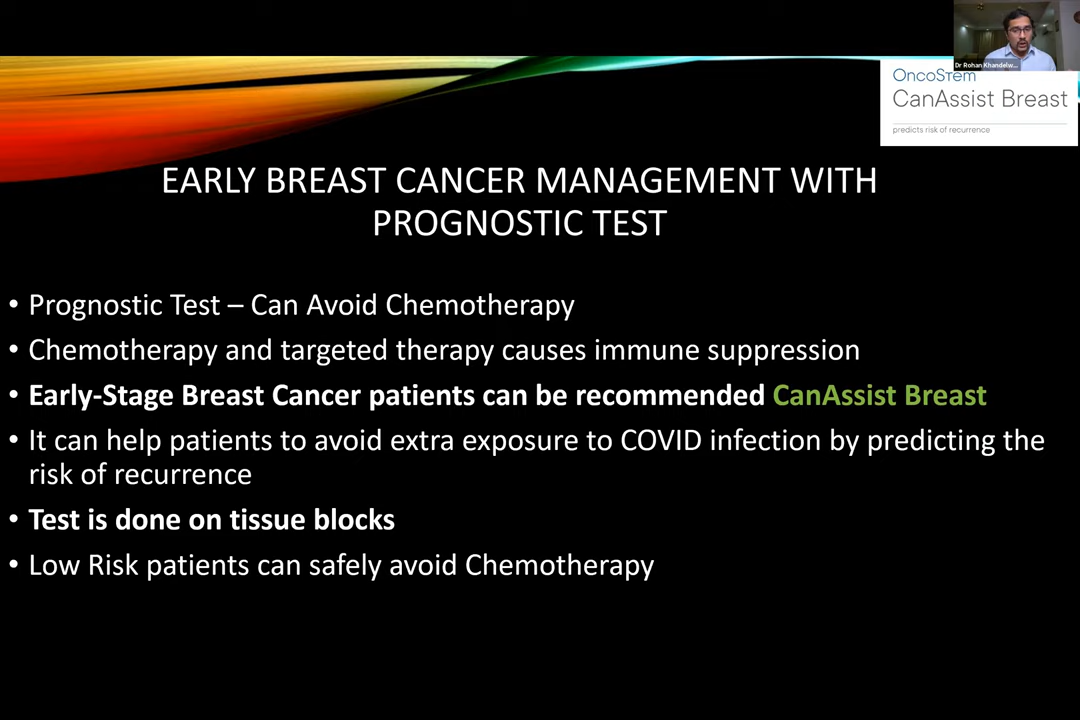 Dr Rohan Khandelw...
OncoStem
CanAssist Breast
predicts risk of recurrence
EARLY BREAST CANCER MANAGEMENT WITH
PROGNOSTIC TEST
• Prognostic Test – Can Avoid Chemotherapy
• Chemotherapy and targeted therapy causes immune suppression
• Early-Stage Breast Cancer patients can be recommended CanAssist Breast
• It can help patients to avoid extra exposure to COVID infection by predicting the
risk of recurrence
• Test is done on tissue blocks
• Low Risk patients can safely avoid Chemotherapy